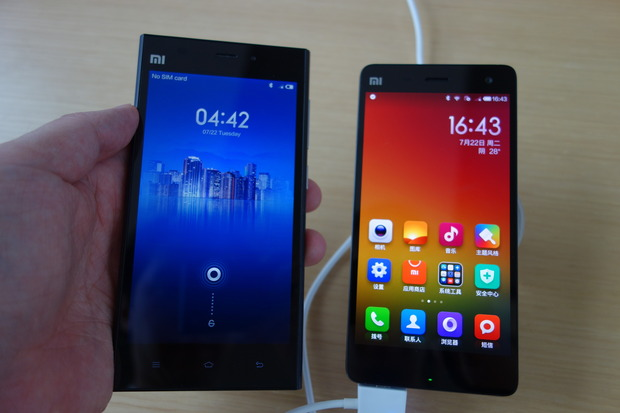 mi
No SIM card
04:42
07/22 Tuesday
mi
16:43
16:43
7月22日 周二
阴 28°
相机 图库 音乐 主题风格
mi
设置 应用商店 系统工具 安全中心
拨号 联系人 浏览器 短信